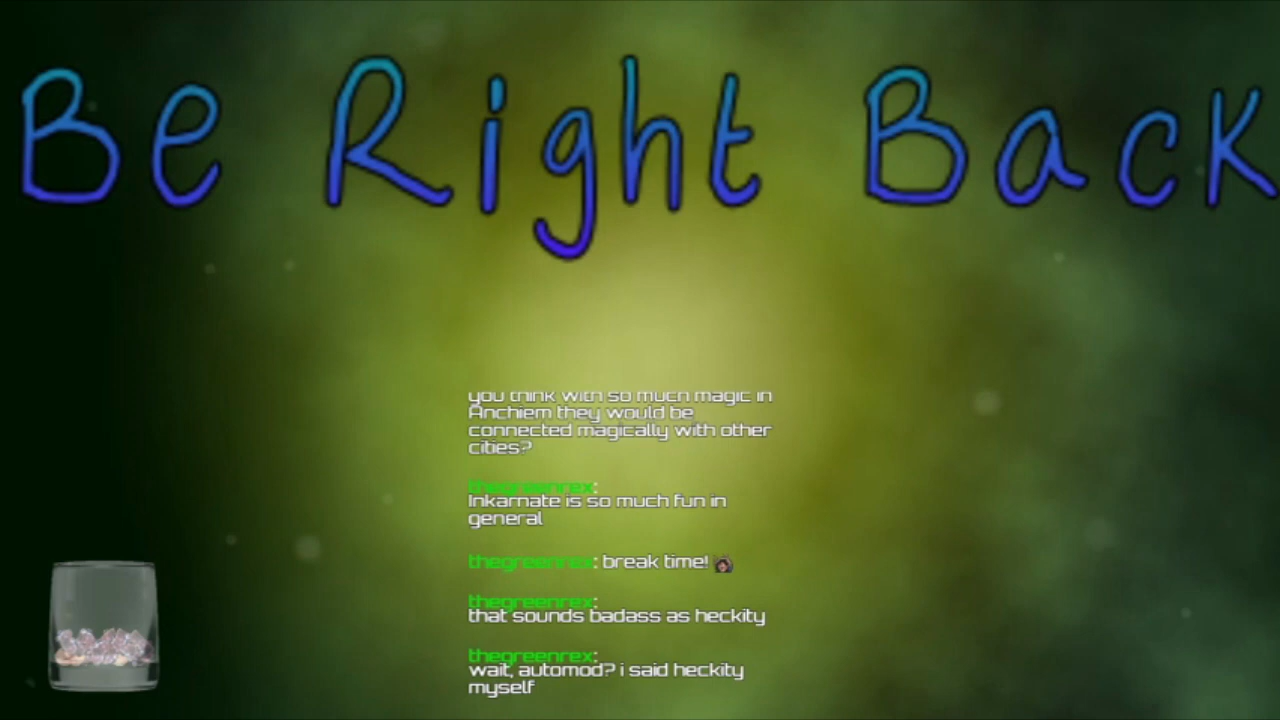 Be Right Back
you think with so much magic in
Anchiem they would be
connected magically with other
cities?
thegreenrex:
Inkarnate is so much fun in
general
thegreenrex: break time!
thegreenrex:
that sounds badass as heckity
thegreenrex:
wait, automod? i said heckity
myself